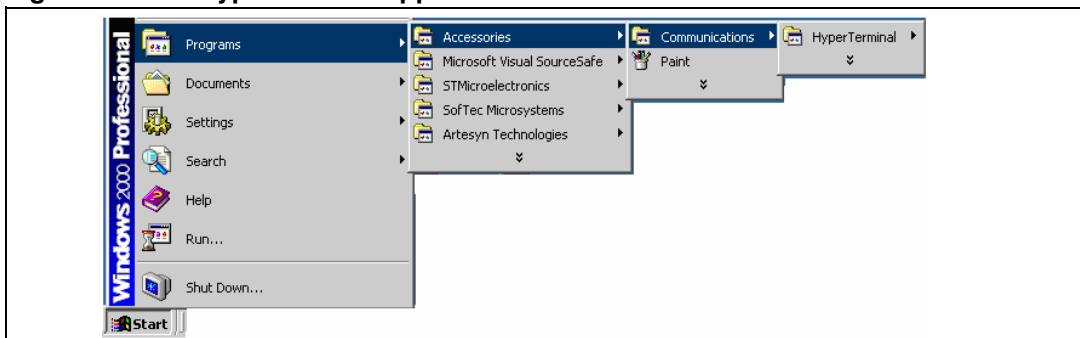 Windows 2000 Professional
Programs
Documents
Settings
Search
Help
Run...
Shut Down...
Start
Accessories
Microsoft Visual SourceSafe
STMicroelectronics
SofTec Microsystems
Artesyn Technologies
Communications
Paint
HyperTerminal